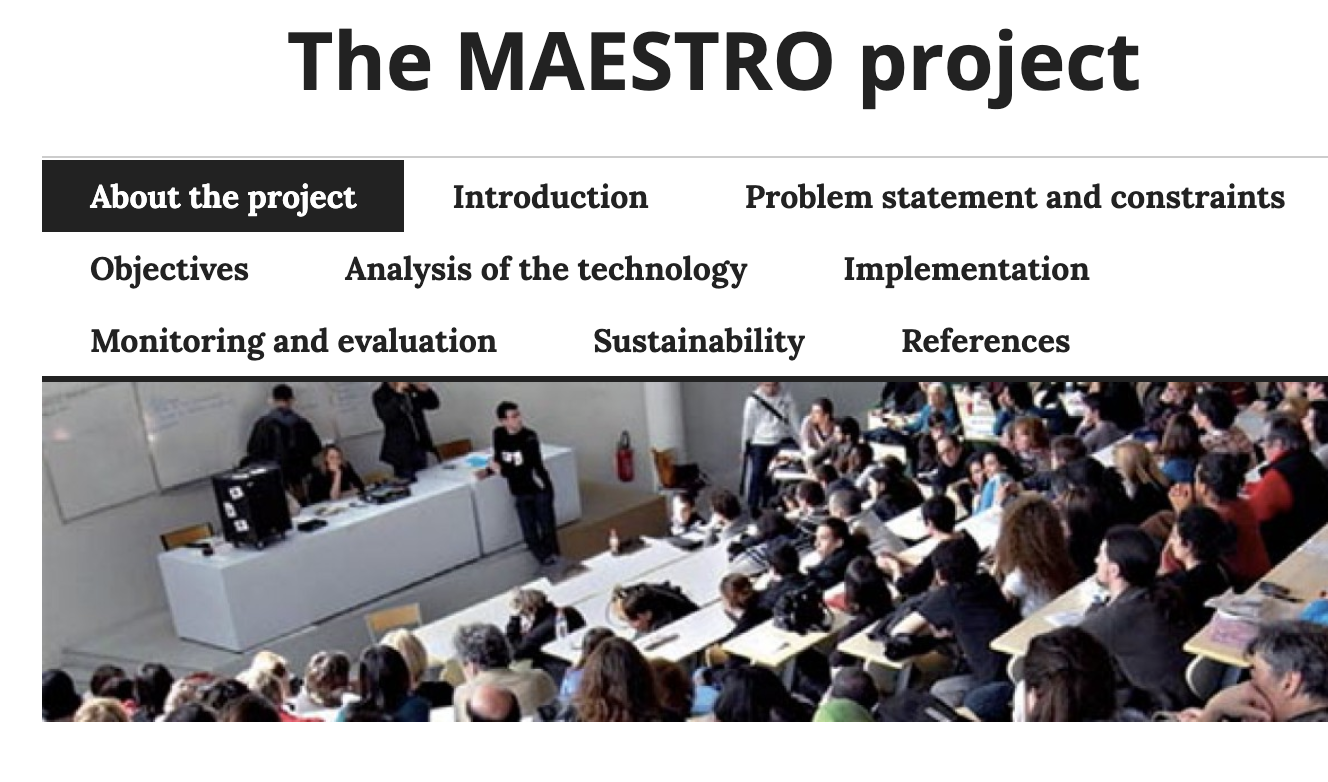 The MAESTRO project
About the project Introduction Problem statement and constraints
Objectives Analysis of the technology Implementation
Monitoring and evaluation Sustainability References